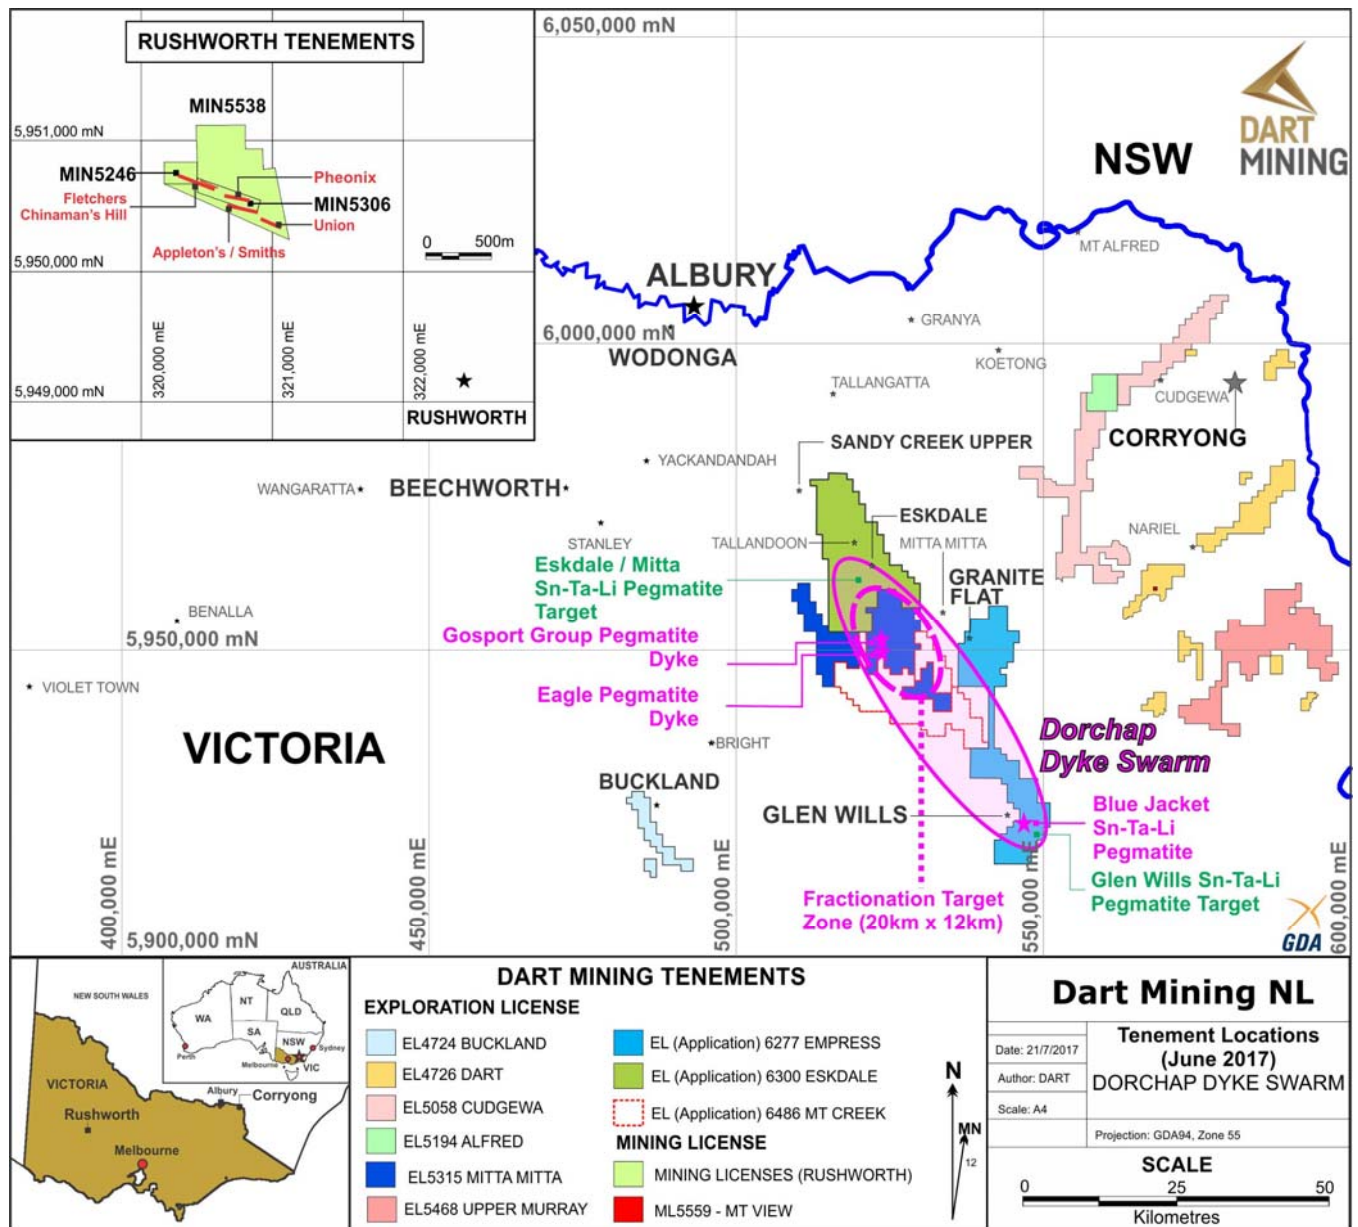 RUSHWORTH TENEMENTS
MIN5538
5,951,000 mN
MIN5246
Pheonix
Fletchers
Chinaman's Hill
MIN5306
Union
Appleton's / Smiths
0 500m
5,950,000 mN
320,000 mE
321,000 mE
322,000 mE
5,949,000 mN
RUSHWORTH
6,050,000 mN
DART
MINING
NSW
MT ALFRED
ALBURY
GRANYA
6,000,000 mN
WODONGA
KOETONG
TALLANGATTA
CUDGEWA
CORRYONG
SANDY CREEK UPPER
YACKANDANDAH
WANGARATTA
BEECHWORTH
ESKDALE
NARIEL
STANLEY
TALLANDOON
MITTA MITTA
Eskdale / Mitta
Sn-Ta-Li Pegmatite
Target
GRANITE
FLAT
BENALLA
5,950,000 mN
Gosport Group Pegmatite
Dyke
VIOLET TOWN
Eagle Pegmatite
Dyke
VICTORIA
BRIGHT
Dorchap
Dyke Swarm
BUCKLAND
GLEN WILLS
Blue Jacket
Sn-Ta-Li
Pegmatite
Glen Wills Sn-Ta-Li
Pegmatite Target
Fractionation Target
Zone (20km x 12km)
400,000 mE
5,900,000 mN
450,000 mE
500,000 mE
550,000 mE
600,000 mE
GDA
NEW SOUTH WALES
AUSTRALIA
NT
QLD
WA
SA
NSW
Perth
Sydney
Melbourne
VIC
VICTORIA
Albury
Corryong
Rushworth
Melbourne
DART MINING TENEMENTS
EXPLORATION LICENSE
EL4724 BUCKLAND
EL4726 DART
EL5058 CUDGEWA
EL5194 ALFRED
EL5315 MITTA MITTA
EL5468 UPPER MURRAY
EL (Application) 6277 EMPRESS
EL (Application) 6300 ESKDALE
EL (Application) 6486 MT CREEK
MINING LICENSE
MINING LICENSES (RUSHWORTH)
ML5559 - MT VIEW
N
MN
12
Dart Mining NL
Date: 21/7/2017
Author: DART
Scale: A4
Tenement Locations
(June 2017)
DORCHAP DYKE SWARM
Projection: GDA94, Zone 55
SCALE
0 25 50
Kilometres